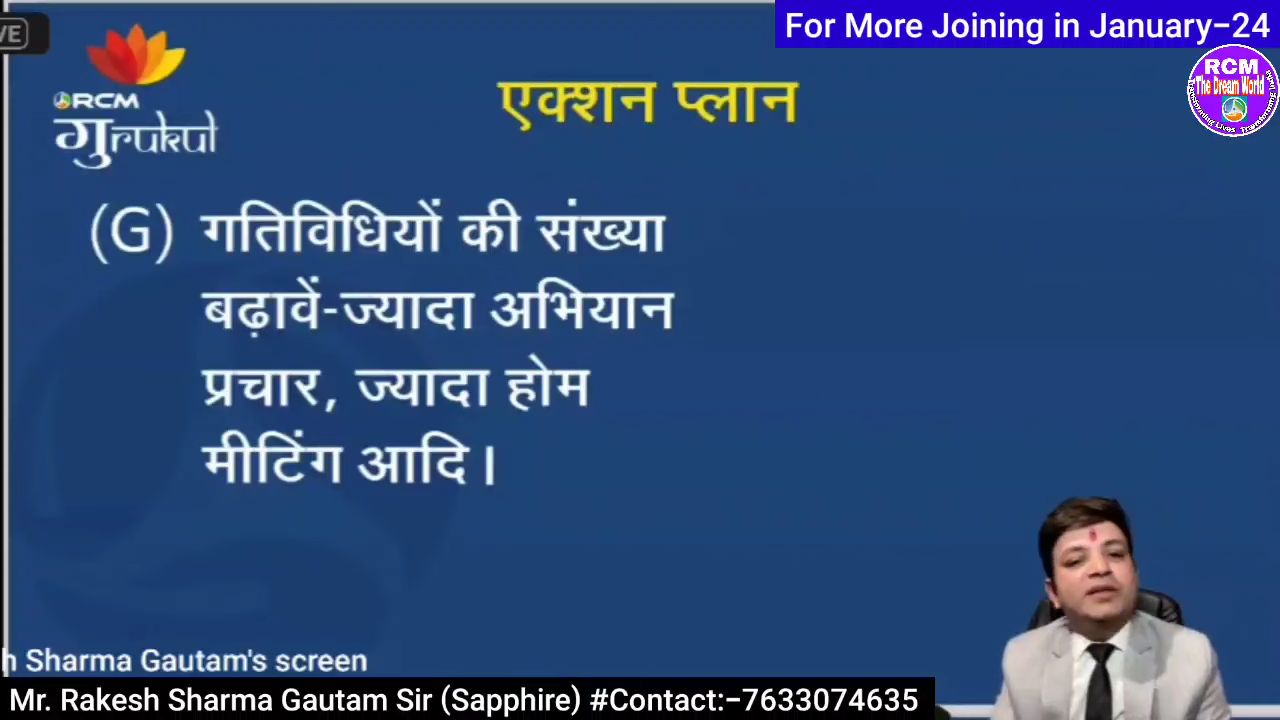 For More Joining in January-24
RCM
The Dream World
RCM
गुrukul
एक्शन प्लान
(G) गतिविधियों की संख्या
बढ़ावें-ज्यादा अभियान
प्रचार, ज्यादा होम
मीटिंग आदि।
h Sharma Gautam's screen
Mr. Rakesh Sharma Gautam Sir (Sapphire) #Contact:-7633074635